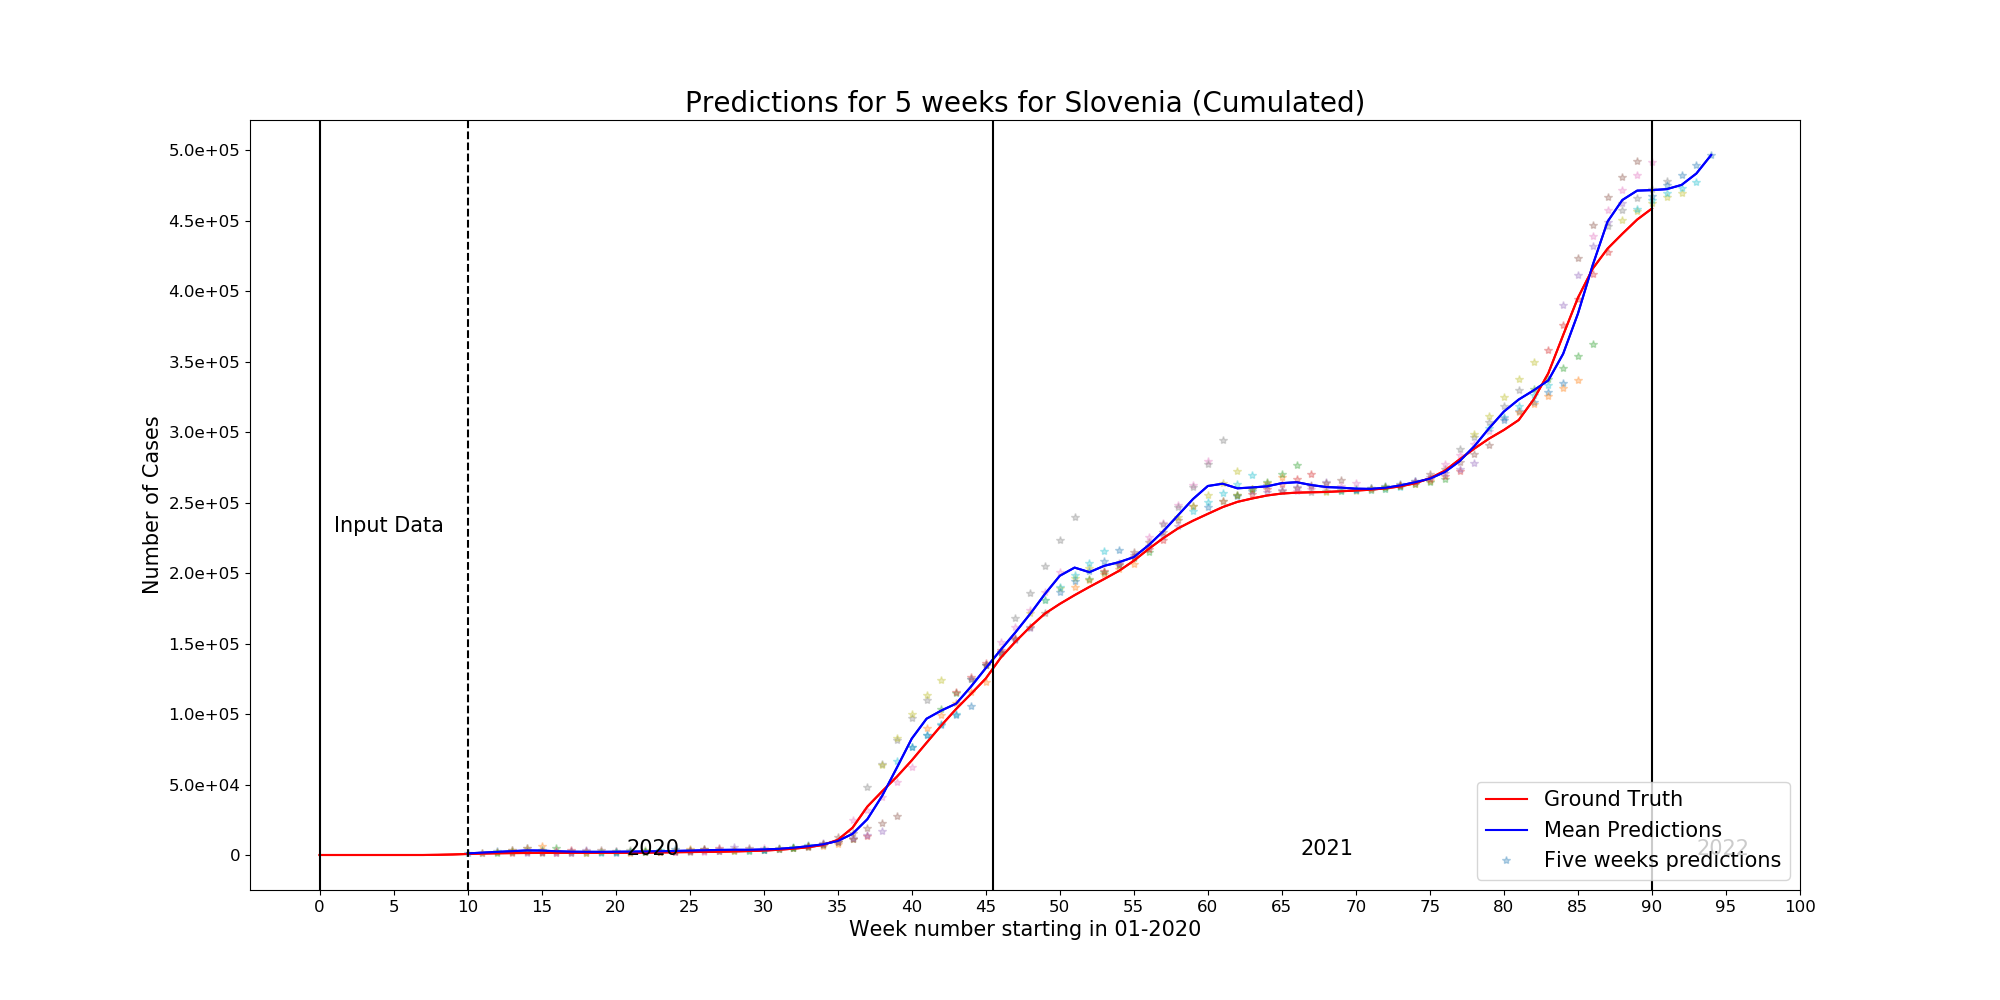 Predictions for 5 weeks for Slovenia (Cumulated)
5.0e+05
4.5e+05
4.0e+05
3.5e+05
3.0e+05
2.5e+05
2.0e+05
1.5e+05
1.0e+05
5.0e+04
0
Number of Cases
Input Data
2020
2021
2022
Ground Truth
Mean Predictions
Five weeks predictions
0 5 10 15 20 25 30 35 40 45 50 55 60 65 70 75 80 85 90 95 100
Week number starting in 01-2020